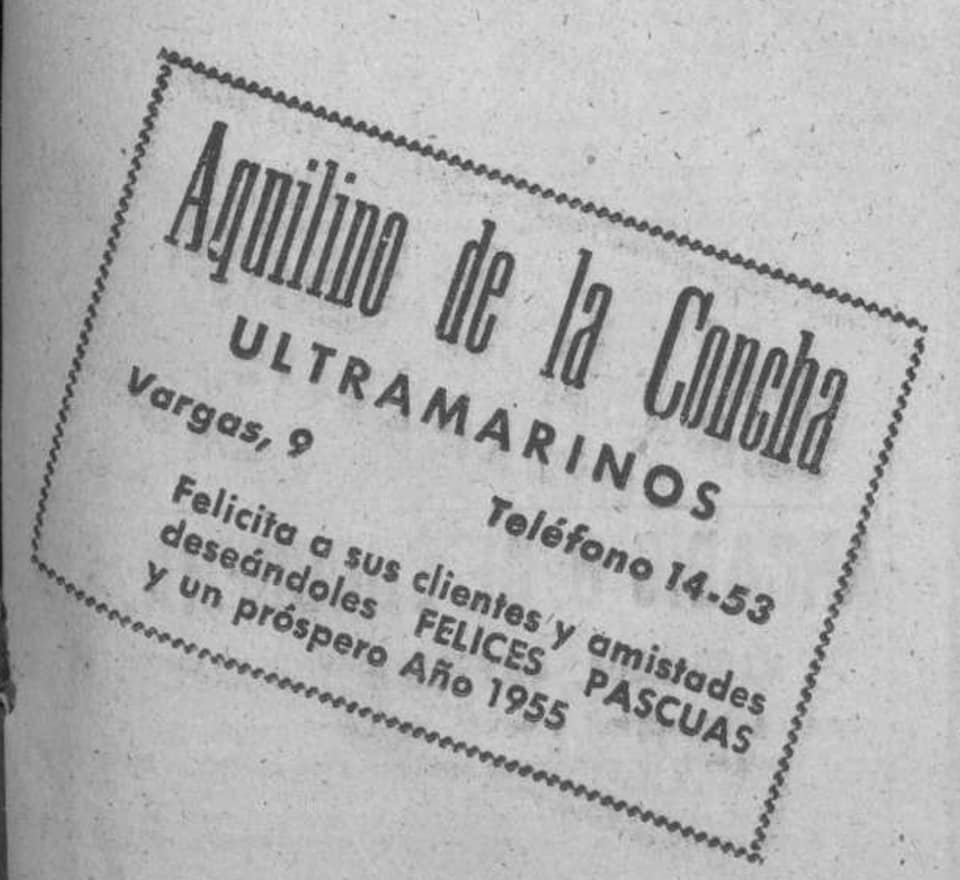 Aquilino de la Concha
ULTRAMARINOS
Vargas, 9 Teléfono 14-53
Felicita a sus clientes y amistades
deseándoles FELICES PASCUAS
y un próspero Año 1955